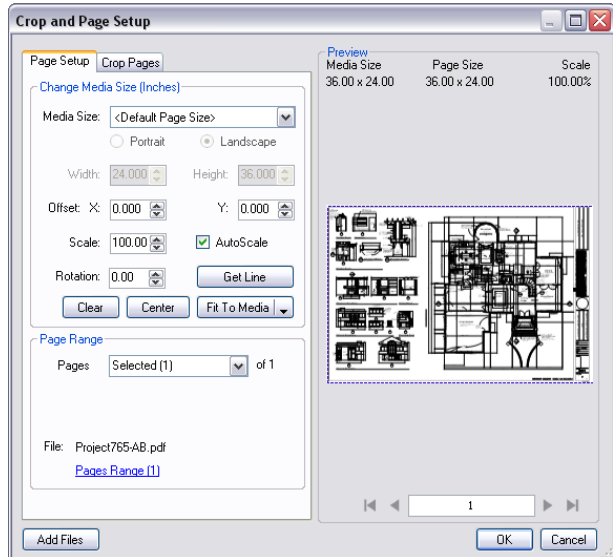 Crop and Page Setup
Page Setup Crop Pages
Change Media Size (Inches)
Media Size: <Default Page Size>
Portrait Landscape
Width: 24.000 Height: 36.000
Offset: X: 0.000 Y: 0.000
Scale: 100.00 AutoScale
Rotation: 0.00 Get Line
Clear Center Fit To Media
Page Range
Pages Selected (1) of 1
File: Project765-AB.pdf
Pages Range (1)
Add Files
Preview
Media Size Page Size Scale
36.00 x 24.00 36.00 x 24.00 100.00%
1
OK Cancel